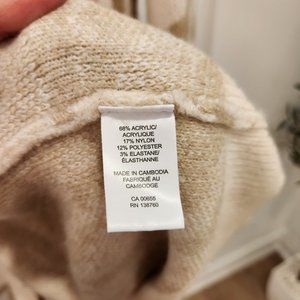 68% ACRYLIC/
ACRYLIQUE
17% NYLON
12% POLYESTER
3% ELASTANE/
ÉLASTHANNE
MADE IN CAMBODIA
FABRIQUÉ AU
CAMBODGE
CA 00655
RN 138760